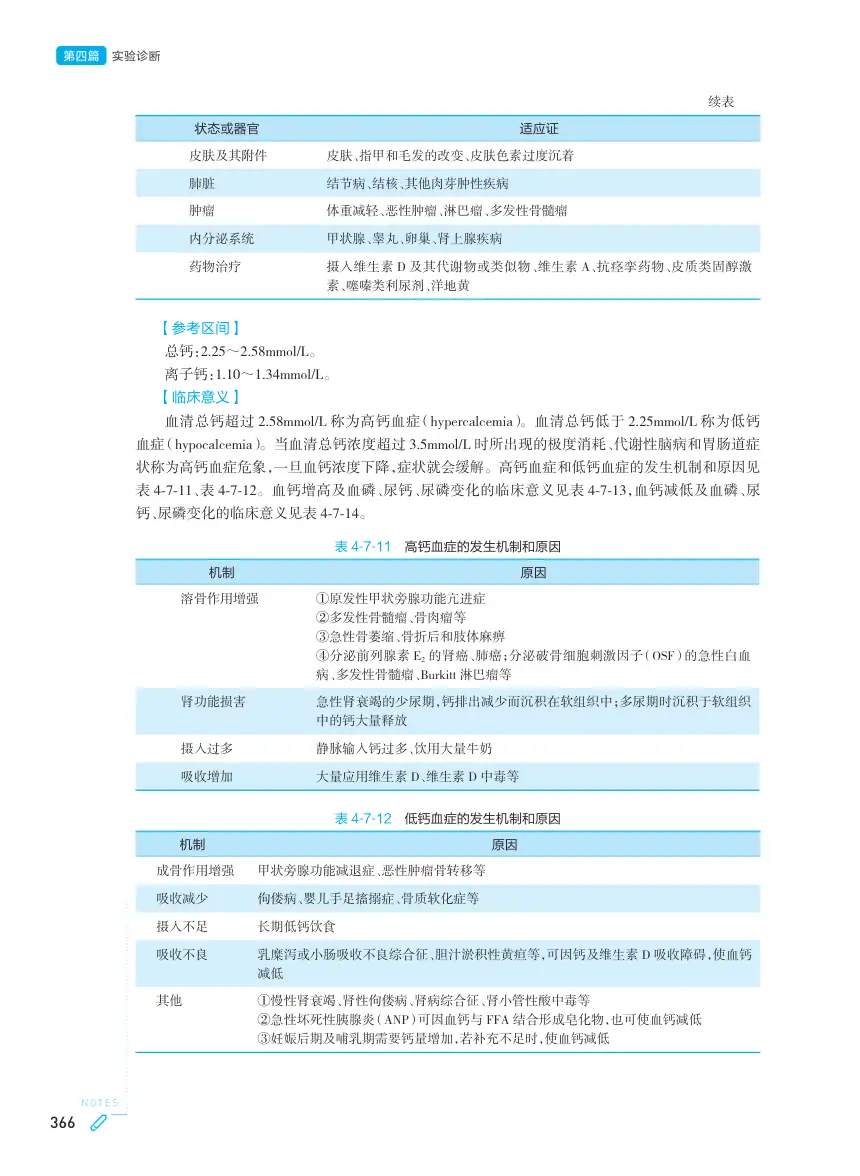 第四篇 实验诊断
续表
状态或器官 适应证
皮肤及其附件 皮肤、指甲和毛发的改变、皮肤色素过度沉着
肺脏 结节病、结核、其他肉芽肿性疾病
肿瘤 体重减轻、恶性肿瘤、淋巴瘤、多发性骨髓瘤
内分泌系统 甲状腺、睾丸、卵巢、肾上腺疾病
药物治疗 摄入维生素 D 及其代谢物或类似物、维生素 A、抗痉挛药物、皮质类固醇激
素、噻嗪类利尿剂、洋地黄
【参考区间】
总钙:2.25～2.58mmol/L。
离子钙:1.10～1.34mmol/L。
【临床意义】
血清总钙超过 2.58mmol/L 称为高钙血症(hypercalcemia)。血清总钙低于 2.25mmol/L 称为低钙
血症(hypocalcemia)。当血清总钙浓度超过 3.5mmol/L 时所出现的极度消耗、代谢性脑病和胃肠道症
状称为高钙血症危象,一旦血钙浓度下降,症状就会缓解。高钙血症和低钙血症的发生机制和原因见
表 4-7-11、表 4-7-12。血钙增高及血磷、尿钙、尿磷变化的临床意义见表 4-7-13,血钙减低及血磷、尿
钙、尿磷变化的临床意义见表 4-7-14。
表 4-7-11 高钙血症的发生机制和原因
机制 原因
溶骨作用增强 ①原发性甲状旁腺功能亢进症
②多发性骨髓瘤、骨肉瘤等
③急性骨萎缩、骨折后和肢体麻痹
④分泌前列腺素 E₂ 的肾癌、肺癌;分泌破骨细胞刺激因子(OSF)的急性白血
病、多发性骨髓瘤、Burkitt 淋巴瘤等
肾功能损害 急性肾衰竭的少尿期,钙排出减少而沉积在软组织中;多尿期时沉积于软组织
中的钙大量释放
摄入过多 静脉输入钙过多、饮用大量牛奶
吸收增加 大量应用维生素 D、维生素 D 中毒等
表 4-7-12 低钙血症的发生机制和原因
机制 原因
成骨作用增强 甲状旁腺功能减退症、恶性肿瘤骨转移等
吸收减少 佝偻病、婴儿手足搐搦症、骨质软化症等
摄入不足 长期低钙饮食
吸收不良 乳糜泻或小肠吸收不良综合征、胆汁淤积性黄疸等,可因钙及维生素 D 吸收障碍,使血钙
减低
其他 ①慢性肾衰竭、肾性佝偻病、肾病综合征、肾小管性酸中毒等
②急性坏死性胰腺炎(ANP)可因血钙与 FFA 结合形成皂化物,也可使血钙减低
③妊娠后期及哺乳期需要钙量增加,若补充不足时,使血钙减低
NOTES
366